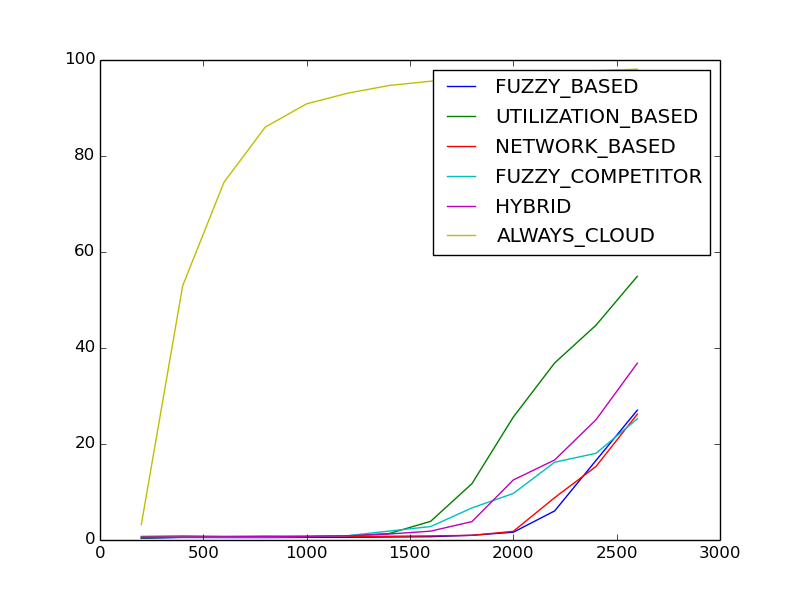 100
80
60
40
20
0
0 500 1000 1500 2000 2500 3000
FUZZY_BASED
UTILIZATION_BASED
NETWORK_BASED
FUZZY_COMPETITOR
HYBRID
ALWAYS_CLOUD